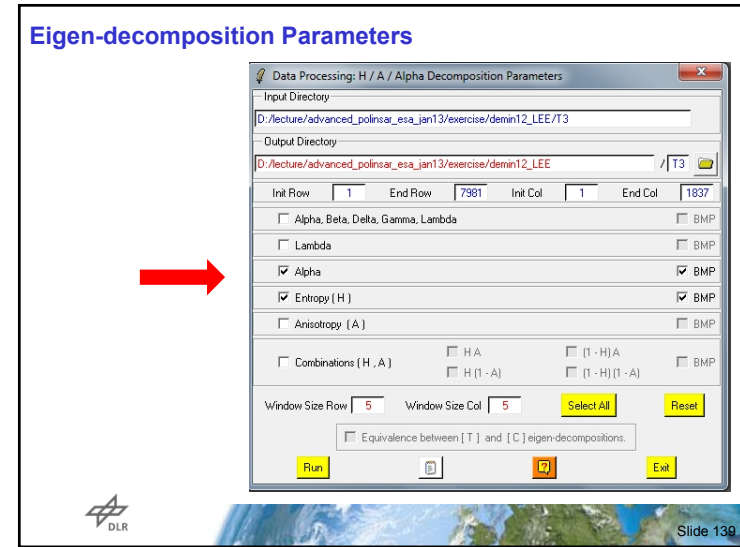 Eigen-decomposition Parameters
Data Processing: H / A / Alpha Decomposition Parameters
Input Directory
D:/lecture/advanced_polinsar_esa_jan13/exercise/demin12_LEE/T3
Output Directory
D:/lecture/advanced_polinsar_esa_jan13/exercise/demin12_LEE / T3
Init Row 1 End Row 7981 Init Col 1 End Col 1837
Alpha, Beta, Delta, Gamma, Lambda BMP
Lambda BMP
Alpha BMP
Entropy ( H ) BMP
Anisotropy ( A ) BMP
Combinations ( H , A ) H A (1 - H) A BMP
H (1 - A) (1 - H) (1 - A)
Window Size Row 5 Window Size Col 5 Select All Reset
Equivalence between [ T ] and [ C ] eigen-decompositions.
Run ? Exit
DLR
Slide 139